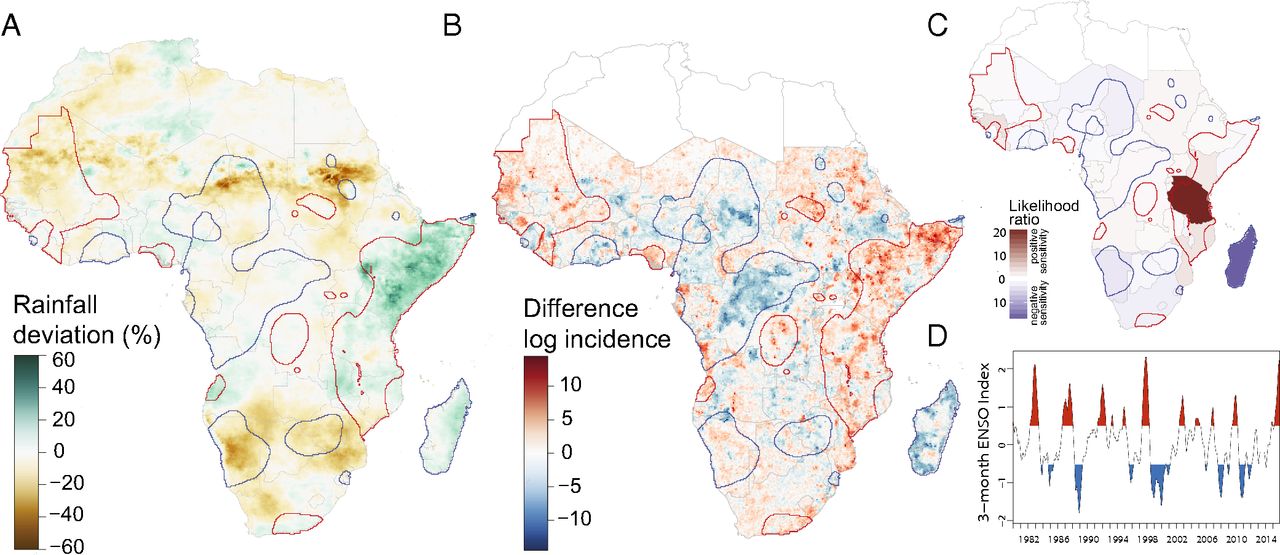 A
Rainfall
deviation (%)
60
40
20
0
−20
−40
−60
B
Difference
log incidence
10
5
0
−5
−10
C
Likelihood
ratio
20
10
0
10
positive
sensitivity
negative
sensitivity
D
3-month ENSO Index
2
1
0
−1
−2
1982
1986
1990
1994
1998
2002
2006
2010
2014